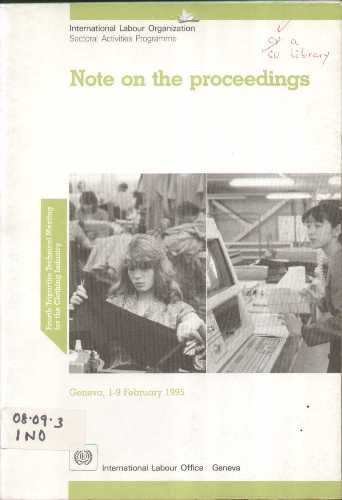 International Labour Organization
Sectoral Activities Programme
a
Library
Note on the proceedings
Fourth Tripartite Technical Meeting
for the Clothing Industry
Geneva, 1-9 February 1995
08.09.3
INO
International Labour Office Geneva